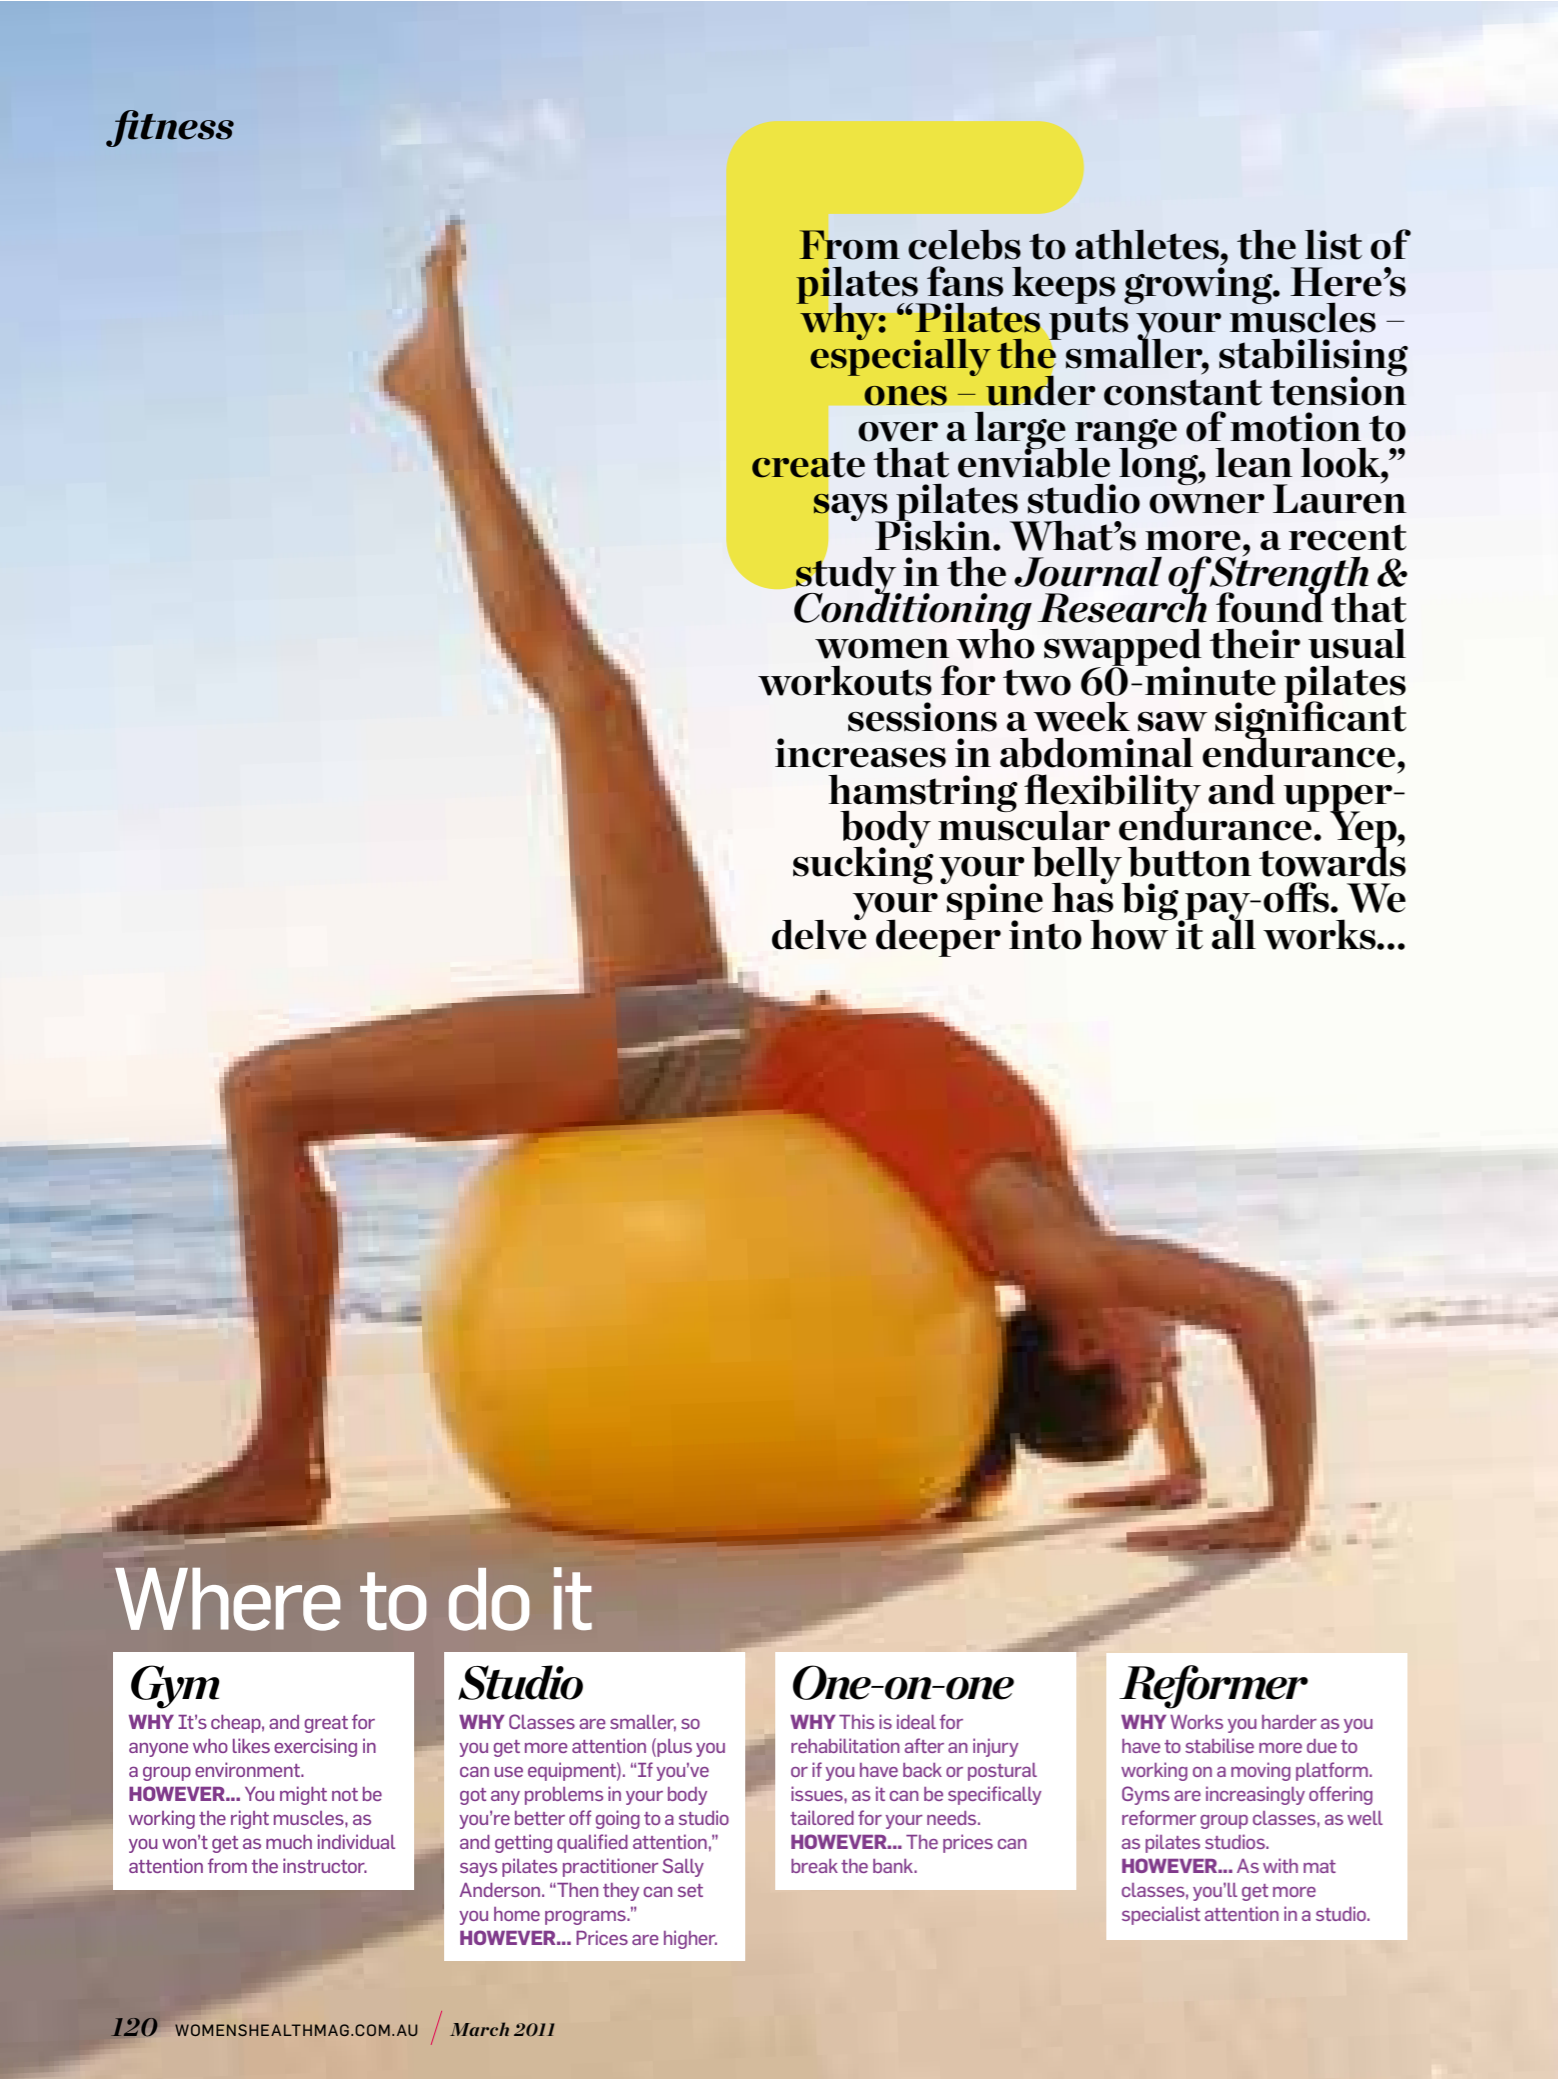 fitness
From celebs to athletes, the list of
pilates fans keeps growing. Here’s
why: “Pilates puts your muscles –
especially the smaller, stabilising
ones – under constant tension
over a large range of motion to
create that enviable long, lean look,”
says pilates studio owner Lauren
Piskin. What’s more, a recent
study in the Journal of Strength &
Conditioning Research found that
women who swapped their usual
workouts for two 60-minute pilates
sessions a week saw significant
increases in abdominal endurance,
hamstring flexibility and upper-
body muscular endurance. Yep,
sucking your belly button towards
your spine has big pay-offs. We
delve deeper into how it all works...
Where to do it
Gym
WHY It’s cheap, and great for
anyone who likes exercising in
a group environment.
HOWEVER... You might not be
working the right muscles, as
you won’t get as much individual
attention from the instructor.
Studio
WHY Classes are smaller, so
you get more attention (plus you
can use equipment). “If you’ve
got any problems in your body
you’re better off going to a studio
and getting qualified attention,”
says pilates practitioner Sally
Anderson. “Then they can set
you home programs.”
HOWEVER... Prices are higher.
One-on-one
WHY This is ideal for
rehabilitation after an injury
or if you have back or postural
issues, as it can be specifically
tailored for your needs.
HOWEVER... The prices can
break the bank.
Reformer
WHY Works you harder as you
have to stabilise more due to
working on a moving platform.
Gyms are increasingly offering
reformer group classes, as well
as pilates studios.
HOWEVER... As with mat
classes, you’ll get more
specialist attention in a studio.
120 WOMENSHEALTHMAG.COM.AU / March 2011